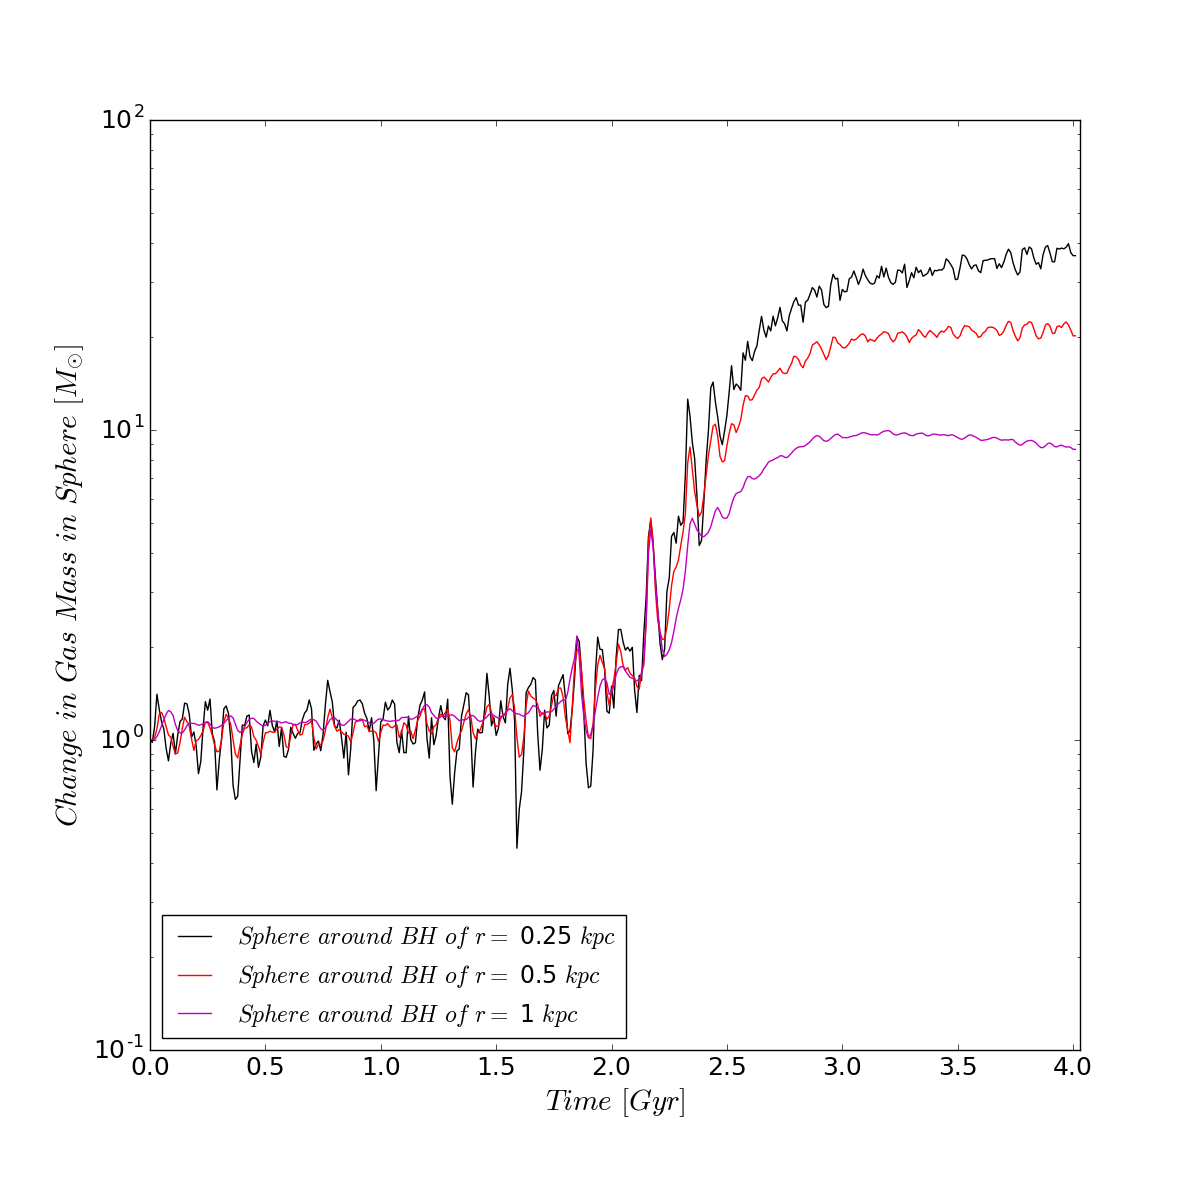 10^2
10^1
10^0
10^-1
Change in Gas Mass in Sphere [M_⊙]
Sphere around BH of r = 0.25 kpc
Sphere around BH of r = 0.5 kpc
Sphere around BH of r = 1 kpc
0.0 0.5 1.0 1.5 2.0 2.5 3.0 3.5 4.0
Time [Gyr]